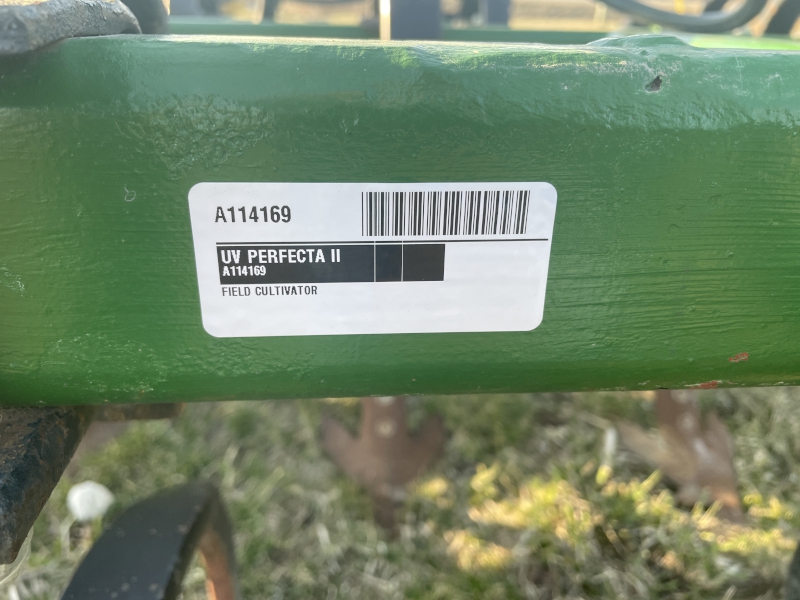 A114169
UV PERFECTA II
A114169
FIELD CULTIVATOR